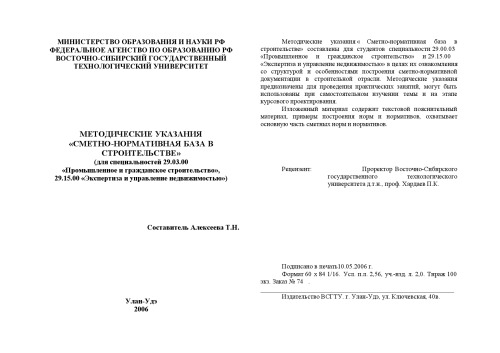 МИНИСТЕРСТВО ОБРАЗОВАНИЯ И НАУКИ РФ
ФЕДЕРАЛЬНОЕ АГЕНСТВО ПО ОБРАЗОВАНИЮ РФ
ВОСТОЧНО-СИБИРСКИЙ ГОСУДАРСТВЕННЫЙ
ТЕХНОЛОГИЧЕСКИЙ УНИВЕРСИТЕТ
МЕТОДИЧЕСКИЕ УКАЗАНИЯ
«СМЕТНО-НОРМАТИВНАЯ БАЗА В
СТРОИТЕЛЬСТВЕ»
(для специальностей 29.03.00
«Промышленное и гражданское строительство»,
29.15.00 «Экспертиза и управление недвижимостью»)
Составитель Алексеева Т.Н.
Улан-Удэ
2006
Методические указания « Сметно-нормативная база в
строительстве» составлены для студентов специальности 29.00.03
«Промышленное и гражданское строительство» и 29.15.00
«Экспертиза и управление недвижимостью» в целях их ознакомления
со структурой и особенностями построения сметно-нормативной
документации в строительной отрасли. Методические указания
предназначены для проведения практических занятий, могут быть
использованы при самостоятельном изучении темы и на этапе
курсового проектирования.
Изложенный материал содержит текстовой пояснительный
материал, примеры построения норм и нормативов, охватывает
основную часть сметных норм и нормативов.
Рецензент: Проректор Восточно-Сибирского
государственного технологического
университета д.т.н., проф. Хардаев П.К.
Подписано в печать10.05.2006 г.
Формат 60 х 84 1/16. Усл. п.л. 2,56, уч.-изд. л. 2,0. Тираж 100
экз. Заказ № 74 .
Издательство ВСГТУ, г. Улан-Удэ, ул. Ключевская, 40в.